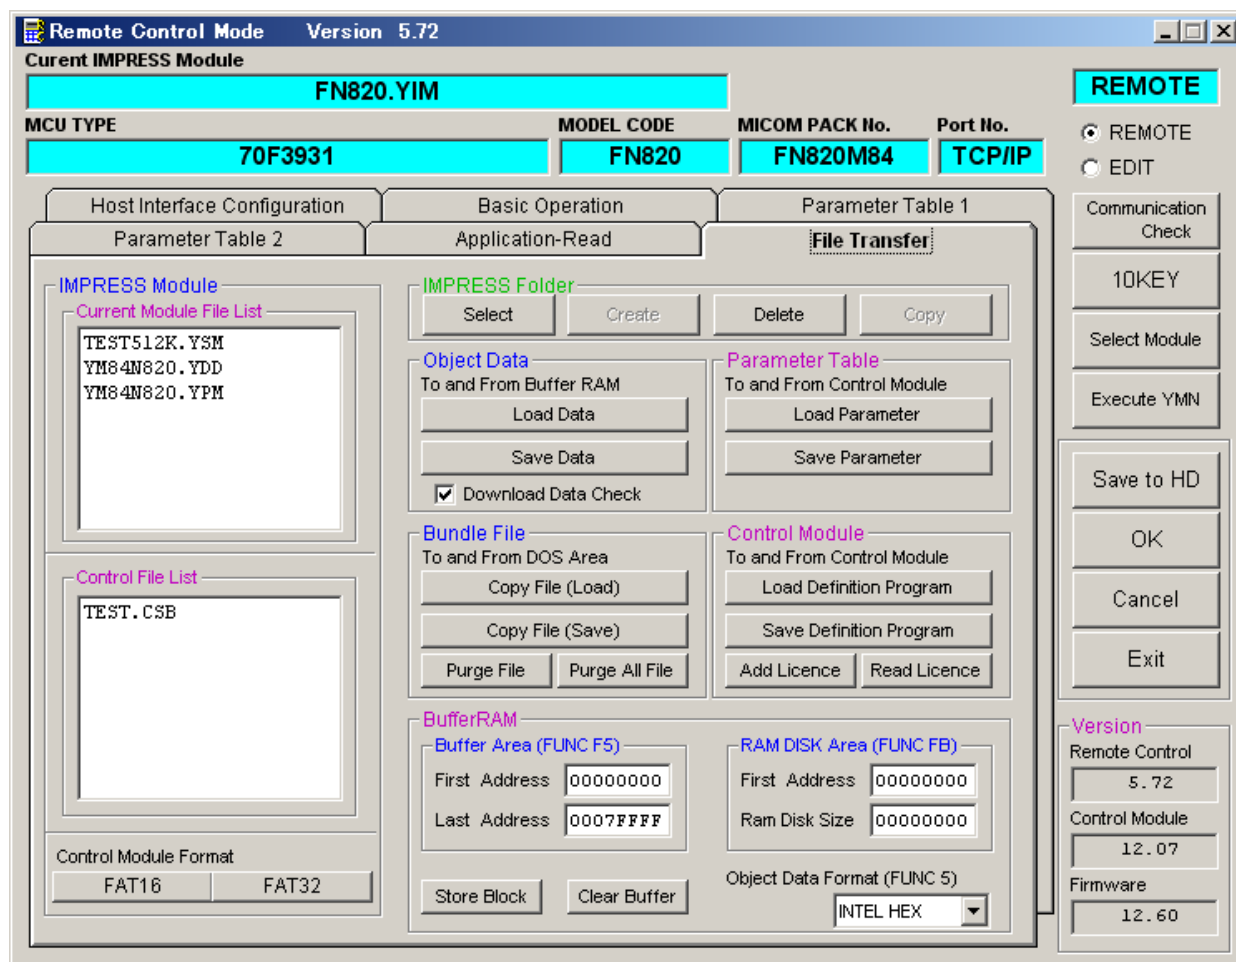 Remote Control Mode Version 5.72
Curent IMPRESS Module
FN820.YIM
MCU TYPE
MODEL CODE
MICOM PACK No.
Port No.
70F3931
FN820
FN820M84
TCP/IP
REMOTE
REMOTE
EDIT
Host Interface Configuration
Basic Operation
Parameter Table 1
Parameter Table 2
Application-Read
File Transfer
IMPRESS Module
Current Module File List
TEST512K.YSM
YM84N820.YDD
YM84N820.YPM
Control File List
TEST.CSB
Control Module Format
FAT16
FAT32
IMPRESS Folder
Select
Create
Delete
Copy
Object Data
To and From Buffer RAM
Load Data
Save Data
Download Data Check
Parameter Table
To and From Control Module
Load Parameter
Save Parameter
Bundle File
To and From DOS Area
Copy File (Load)
Copy File (Save)
Purge File
Purge All File
Control Module
To and From Control Module
Load Definition Program
Save Definition Program
Add Licence
Read Licence
BufferRAM
Buffer Area (FUNC F5)
First Address 00000000
Last Address 0007FFFF
RAM DISK Area (FUNC FB)
First Address 00000000
Ram Disk Size 00000000
Store Block
Clear Buffer
Object Data Format (FUNC 5)
INTEL HEX
Communication
Check
10KEY
Select Module
Execute YMN
Save to HD
OK
Cancel
Exit
Version
Remote Control
5.72
Control Module
12.07
Firmware
12.60